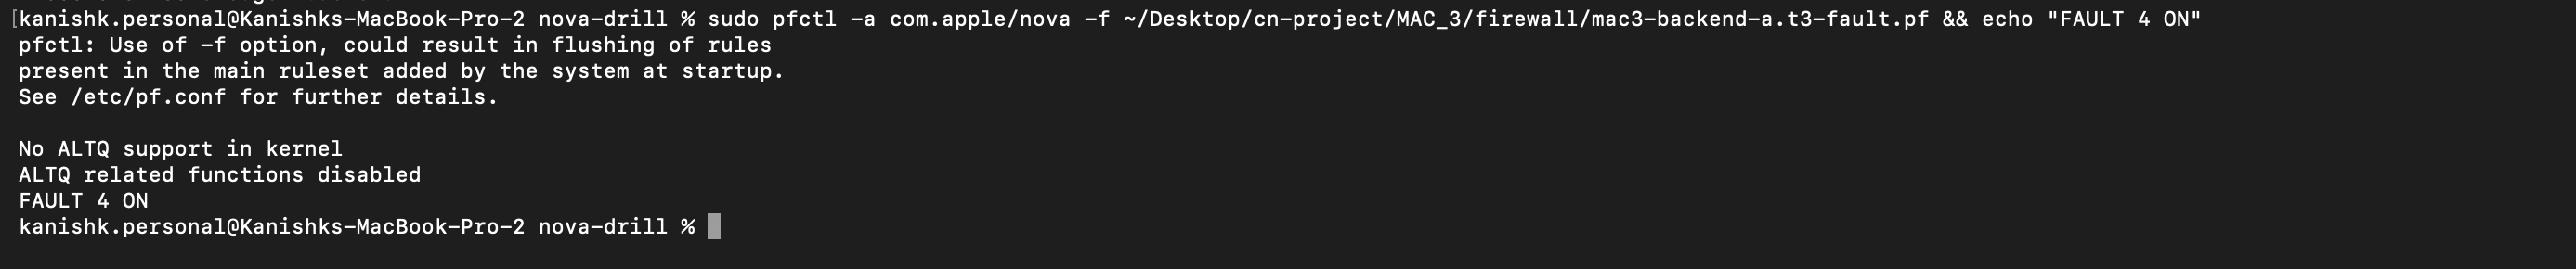 [kanishk.personal@Kanishks-MacBook-Pro-2 nova-drill % sudo pfctl -a com.apple/nova -f ~/Desktop/cn-project/MAC_3/firewall/mac3-backend-a.t3-fault.pf && echo "FAULT 4 ON"
pfctl: Use of -f option, could result in flushing of rules
present in the main ruleset added by the system at startup.
See /etc/pf.conf for further details.
No ALTQ support in kernel
ALTQ related functions disabled
FAULT 4 ON
kanishk.personal@Kanishks-MacBook-Pro-2 nova-drill %